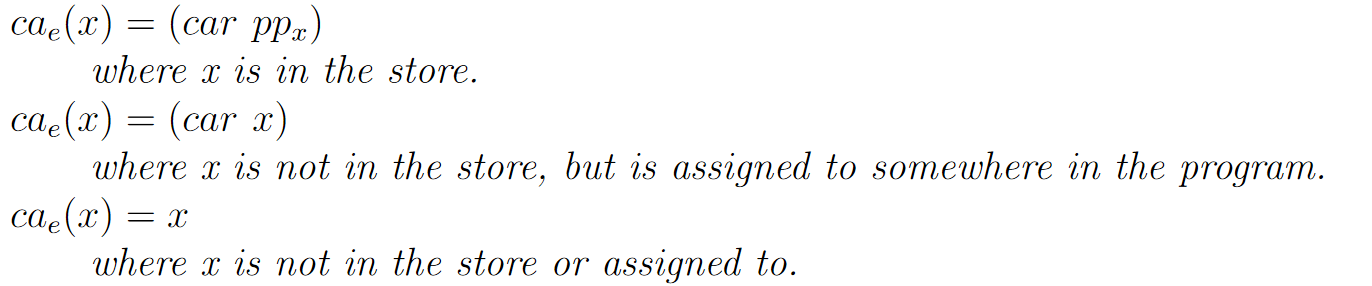 ca_e(x) = (car pp_x)
where x is in the store.
ca_e(x) = (car x)
where x is not in the store, but is assigned to somewhere in the program.
ca_e(x) = x
where x is not in the store or assigned to.